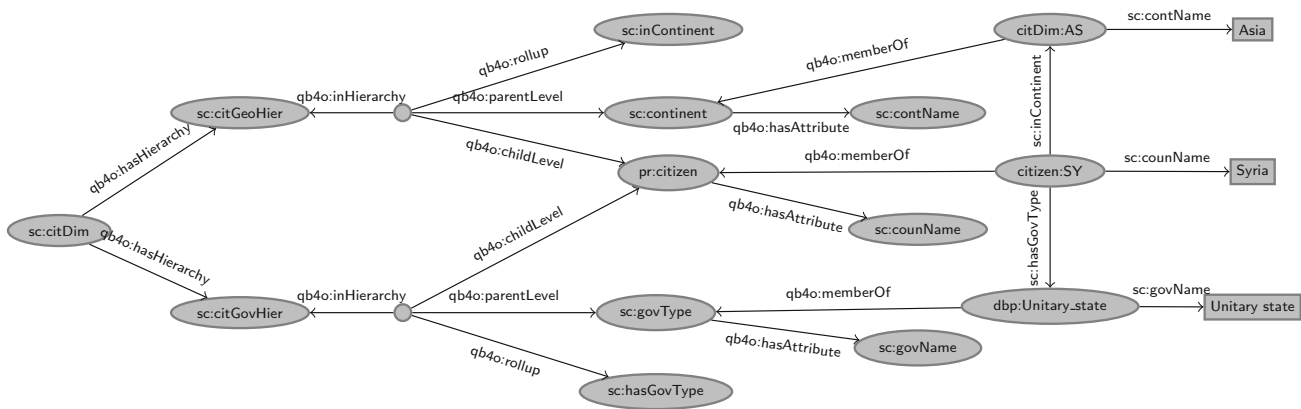 sc:contName
sc:inContinent
citDim:AS
Asia
qb4o:rollup
qb4o:memberOf
qb4o:inHierarchy
qb4o:parentLevel
sc:citGeoHier
sc:continent
sc:contName
qb4o:hasAttribute
sc:inContinent
qb4o:hasHierarchy
qb4o:childLevel
qb4o:memberOf
sc:counName
pr:citizen
citizen:SY
Syria
qb4o:hasAttribute
sc:citDim
sc:counName
qb4o:hasHierarchy
qb4o:childLevel
sc:hasGovType
qb4o:inHierarchy
qb4o:parentLevel
qb4o:memberOf
sc:govName
sc:citGovHier
sc:govType
dbp:Unitary_state
Unitary state
qb4o:hasAttribute
sc:govName
qb4o:rollup
sc:hasGovType